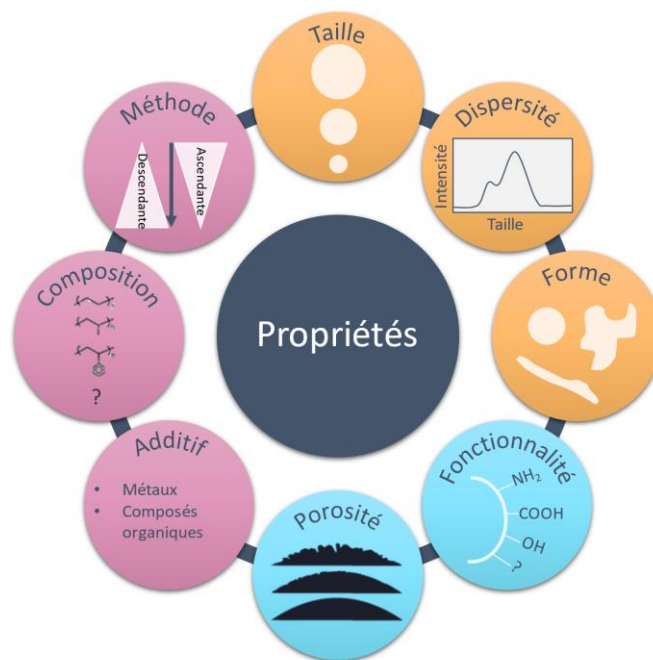 Taille
Dispersité
Intensité
Taille
Forme
Fonctionnalité
NH₂
COOH
OH
?
Porosité
Additif
• Métaux
• Composés
organiques
Composition
?
Méthode
Descendante
Ascendante
Propriétés